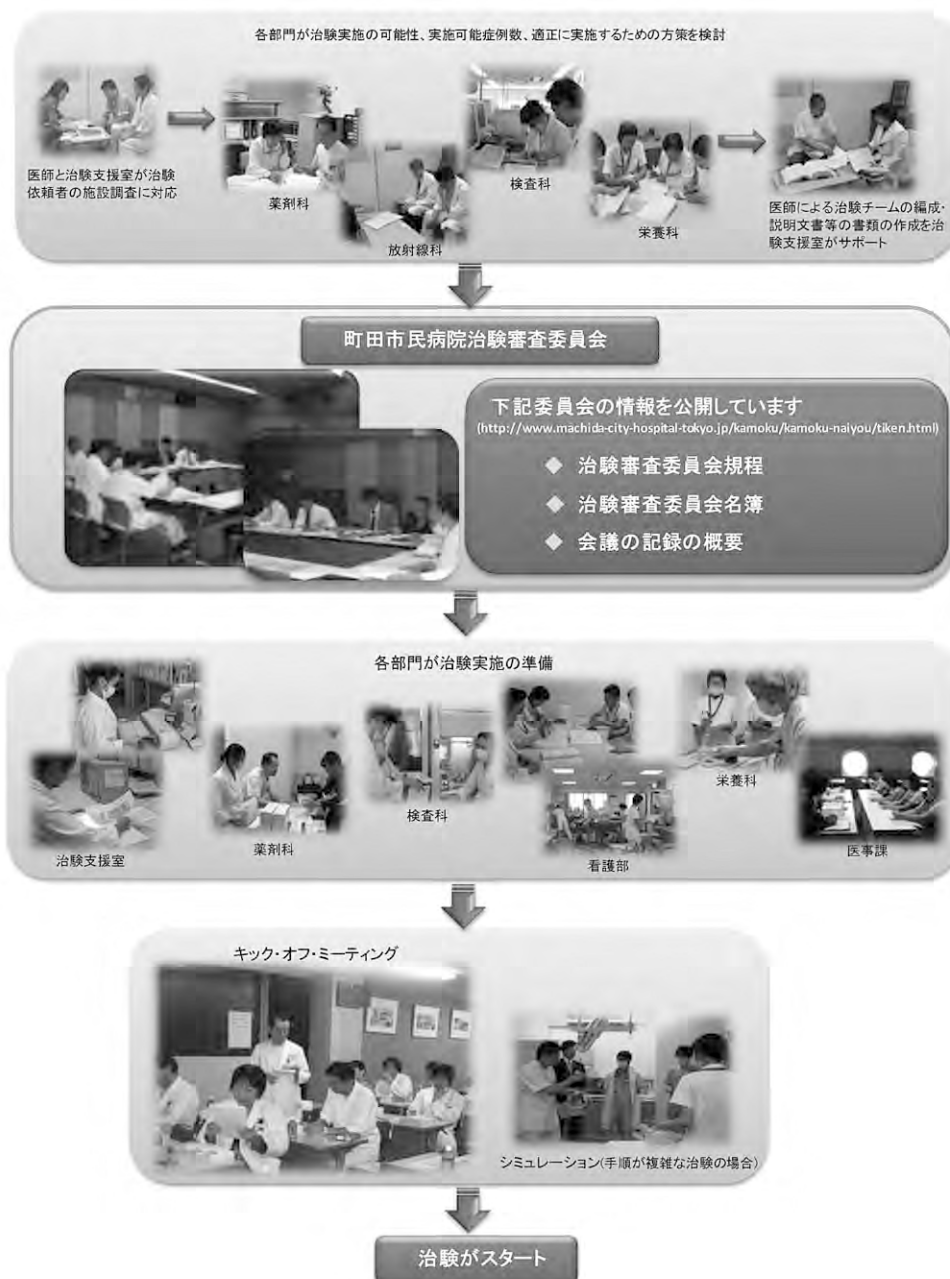 各部門が治験実施の可能性、実施可能症例数、適正に実施するための方策を検討
医師と治験支援室が治験
依頼者の施設調査に対応
薬剤科
放射線科
検査科
栄養科
医師による治験チームの編成・
説明文書等の書類の作成を治
験支援室がサポート
町田市民病院治験審査委員会
下記委員会の情報を公開しています
(http://www.machida-city-hospital-tokyo.jp/kamoku/kamoku-naiyou/tiken.html)
◆ 治験審査委員会規程
◆ 治験審査委員会名簿
◆ 会議の記録の概要
各部門が治験実施の準備
治験支援室
薬剤科
検査科
看護部
栄養科
医事課
キック・オフ・ミーティング
シミュレーション(手順が複雑な治験の場合)
治験がスタート